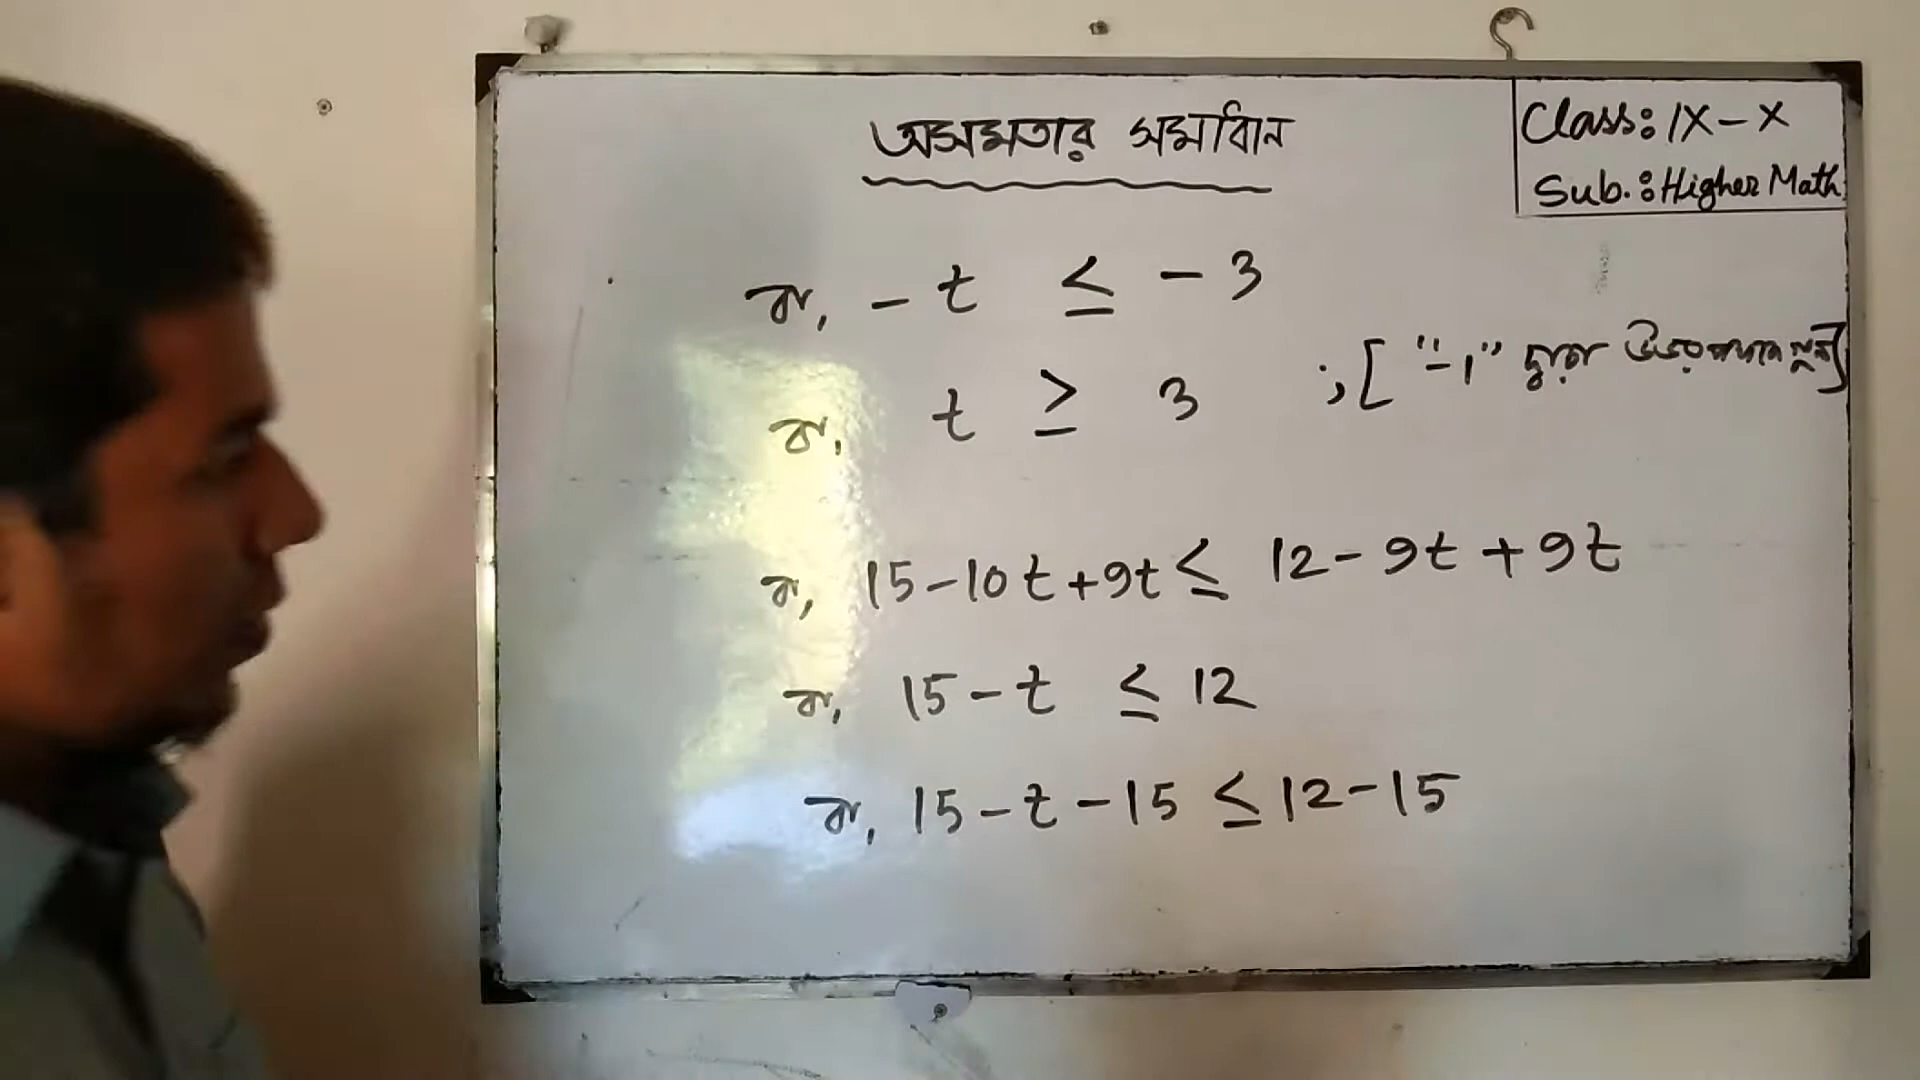 অসমতার সমাধান
Class: IX-X
Sub.: Higher Math
বা, -t ≤ -3
বা, t ≥ 3 ; ["-1" দ্বারা উভয়পক্ষকে গুন]
বা, 15-10t+9t ≤ 12-9t+9t
বা, 15-t ≤ 12
বা, 15-t-15 ≤ 12-15